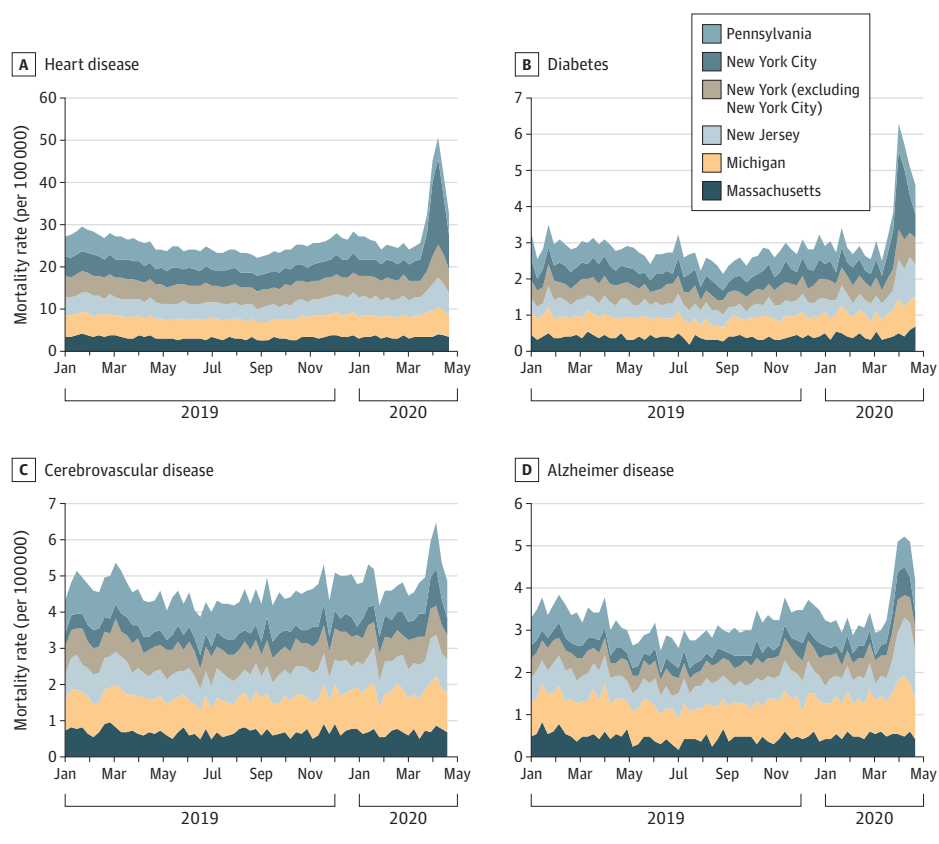 Pennsylvania
New York City
New York (excluding
New York City)
New Jersey
Michigan
Massachusetts
A Heart disease
Mortality rate (per 100 000)
60
50
40
30
20
10
0
Jan Mar May Jul Sep Nov Jan Mar May
2019 2020
B Diabetes
7
6
5
4
3
2
1
0
Jan Mar May Jul Sep Nov Jan Mar May
2019 2020
C Cerebrovascular disease
Mortality rate (per 100 000)
7
6
5
4
3
2
1
0
Jan Mar May Jul Sep Nov Jan Mar May
2019 2020
D Alzheimer disease
6
5
4
3
2
1
0
Jan Mar May Jul Sep Nov Jan Mar May
2019 2020